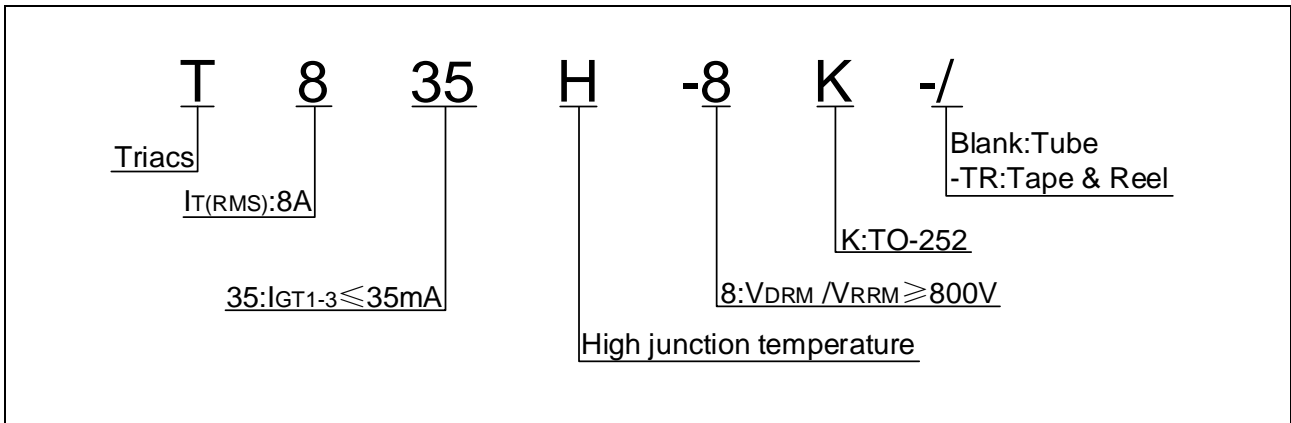 T 8 35 H -8 K -/
Triacs
Blank:Tube
-TR:Tape & Reel
IT(RMS):8A
K:TO-252
35:IGT1-3≤35mA
8:VDRM /VRRM≥800V
High junction temperature